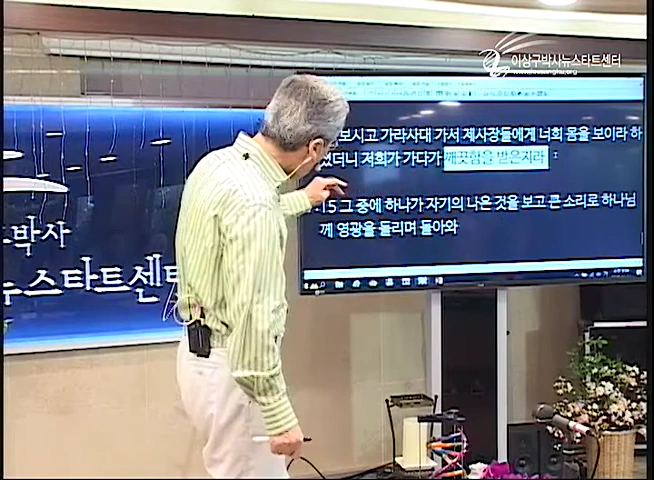 이상구박사뉴스타트센터
보시고 가라사대 가서 제사장들에게 너희 몸을 보이라 하
더니 저희가 가다가 깨끗함을 받은지라
15 그 중에 하나가 자기의 나은 것을 보고 큰 소리로 하나님
께 영광을 돌리며 돌아와
박사
뉴스타트센터